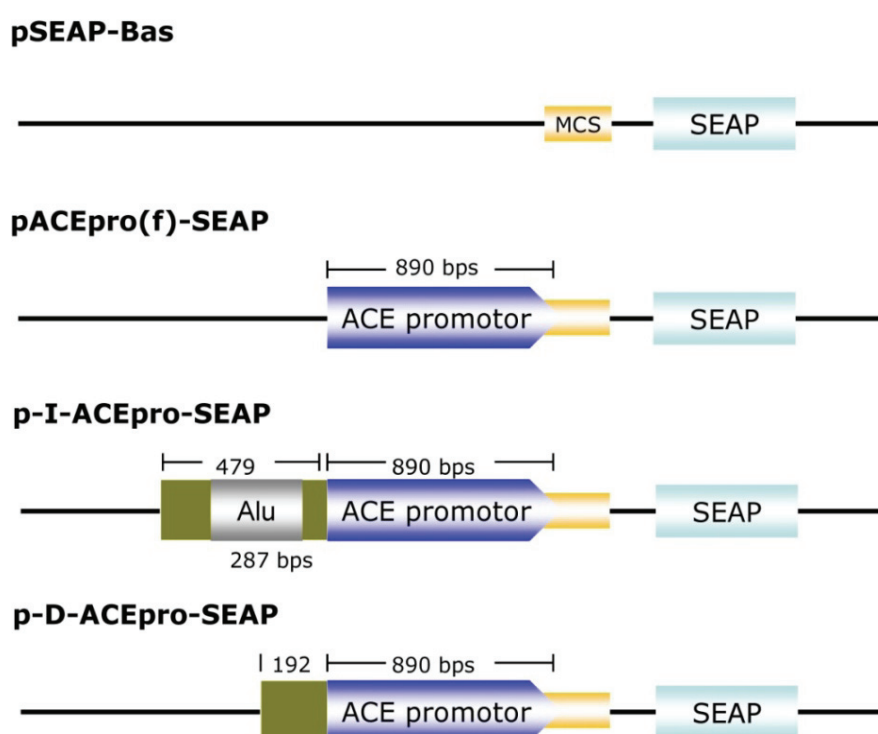 pSEAP-Bas
MCS SEAP
pACEpro(f)-SEAP
890 bps
ACE promotor SEAP
p-I-ACEpro-SEAP
479 890 bps
Alu ACE promotor SEAP
287 bps
p-D-ACEpro-SEAP
192 890 bps
ACE promotor SEAP